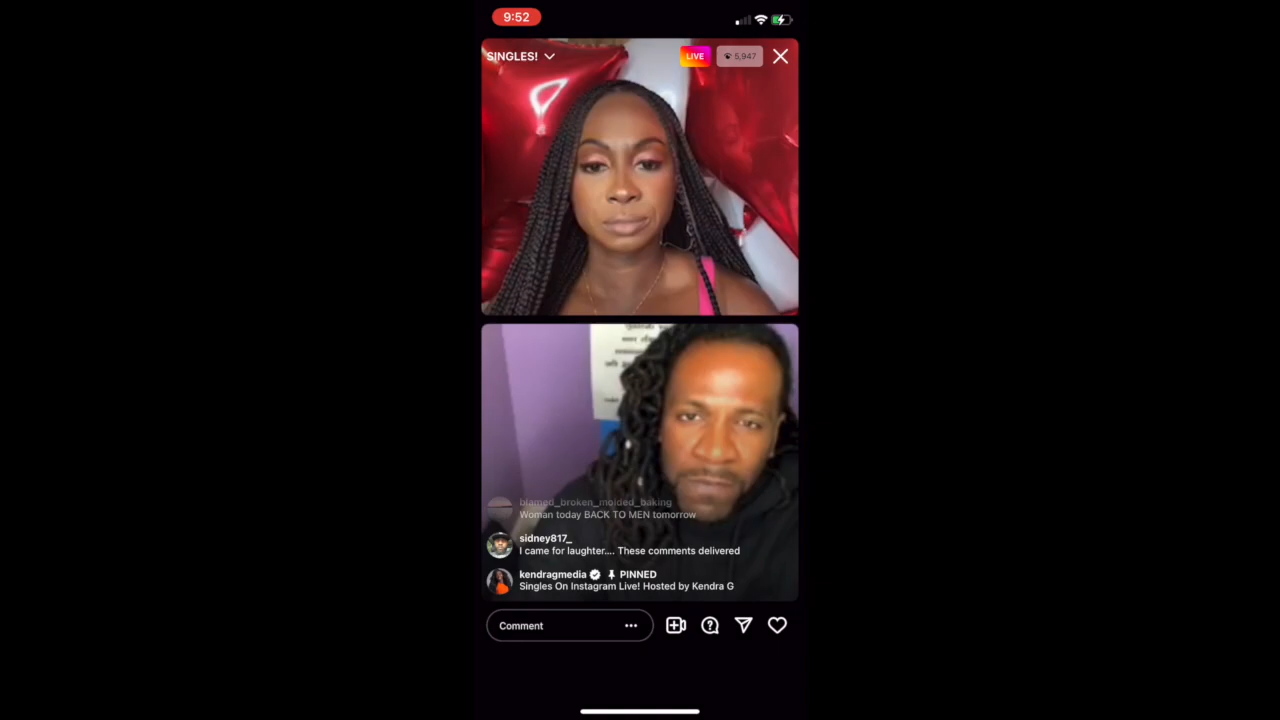 9:52
SINGLES!
LIVE
5,947
blamed_broken_molded_baking
Woman today BACK TO MEN tomorrow
sidney817_
I came for laughter.... These comments delivered
kendragmedia PINNED
Singles On Instagram Live! Hosted by Kendra G
Comment